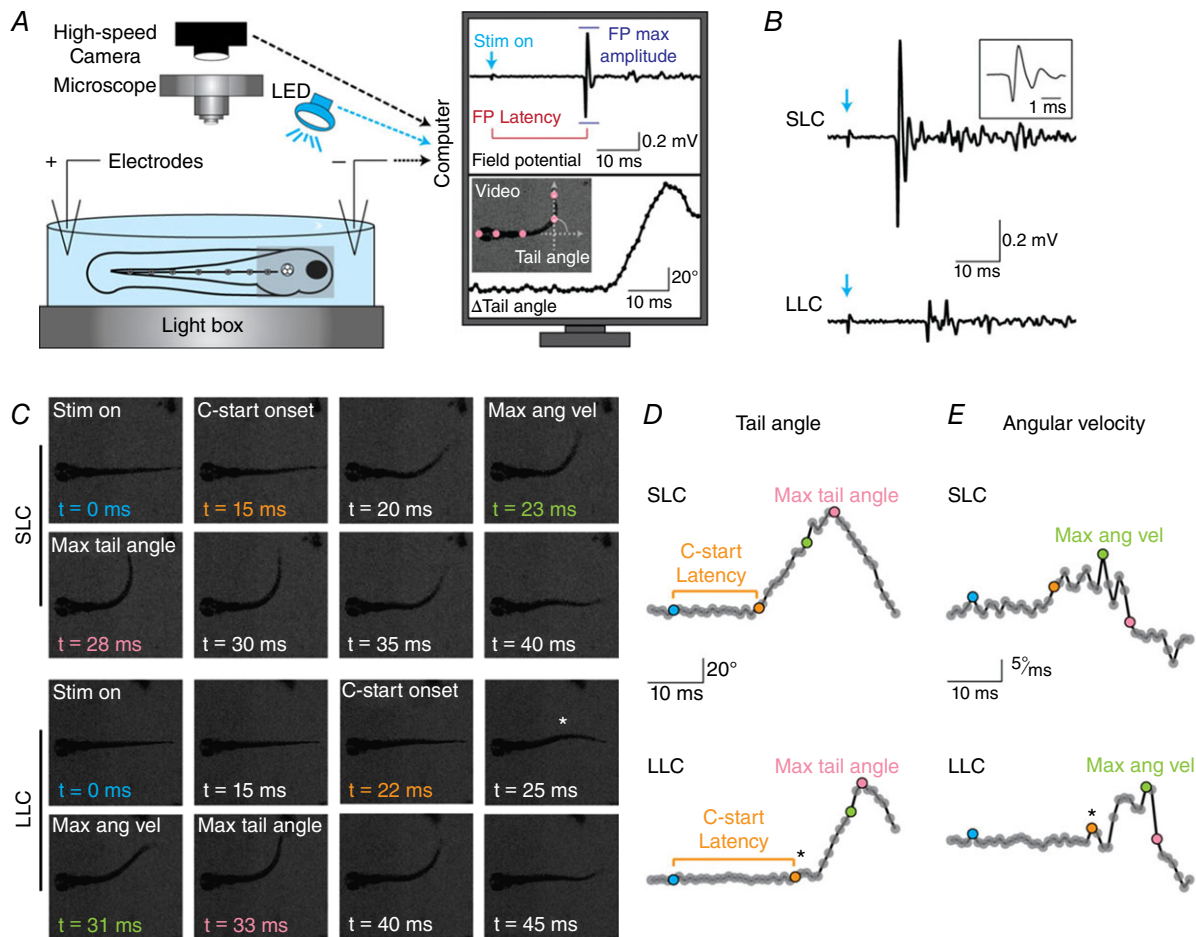 A
High-speed
Camera
Microscope
LED
+
Electrodes
–
Light box
Computer
Stim on
FP max
amplitude
FP Latency
0.2 mV
10 ms
Field potential
Video
Tail angle
20°
10 ms
ΔTail angle
B
SLC
1 ms
0.2 mV
10 ms
LLC
C
SLC
Stim on
C-start onset
Max ang vel
t = 0 ms
t = 15 ms
t = 20 ms
t = 23 ms
Max tail angle
t = 28 ms
t = 30 ms
t = 35 ms
t = 40 ms
LLC
Stim on
C-start onset
*
t = 0 ms
t = 15 ms
t = 22 ms
t = 25 ms
Max ang vel
Max tail angle
t = 31 ms
t = 33 ms
t = 40 ms
t = 45 ms
D
Tail angle
SLC
Max tail angle
C-start
Latency
20°
10 ms
LLC
Max tail angle
C-start
Latency
*
E
Angular velocity
SLC
Max ang vel
5°/ms
10 ms
LLC
Max ang vel
*